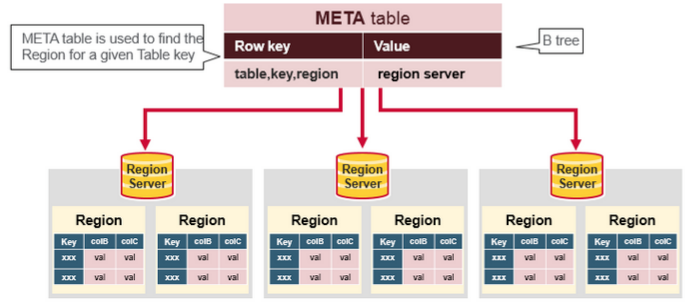 META table
META table is used to find the
Region for a given Table key
Row key Value
B tree
table,key,region region server
Region
Server
Region
Server
Region
Server
Region Region Region Region Region Region
Key colB colC Key colB colC Key colB colC Key colB colC Key colB colC Key colB colC
xxx val val xxx val val xxx val val xxx val val xxx val val xxx val val
xxx val val xxx val val xxx val val xxx val val xxx val val xxx val val